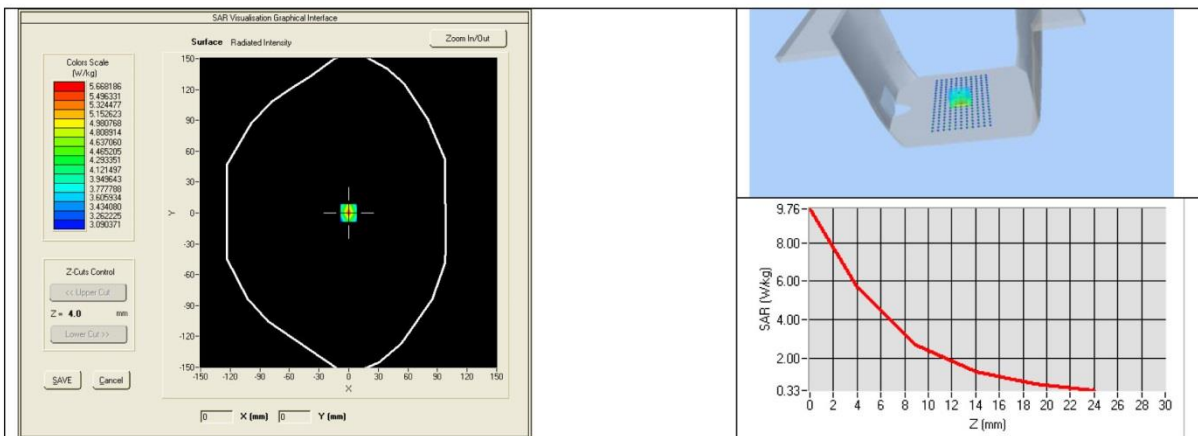 SAR Visualisation Graphical Interface
Surface Radiated Intensity
Zoom In/Out
Colors Scale
(W/kg)
5.668186
5.496331
5.324477
5.152623
4.980768
4.808914
4.637060
4.465205
4.293351
4.121497
3.949643
3.777788
3.605934
3.434080
3.262225
3.090371
Z-Cuts Control
<< Upper Cut
Z = 4.0 mm
Lower Cut >>
SAVE Cancel
150
120
90
60
30
Y 0
-30
-60
-90
-120
-150
-150 -120 -90 -60 -30 0 30 60 90 120 150
X
0 X (mm) 0 Y (mm)
9.76
8.00
6.00
4.00
2.00
0.33
SAR (W/kg)
0 2 4 6 8 10 12 14 16 18 20 22 24 26 28 30
Z (mm)